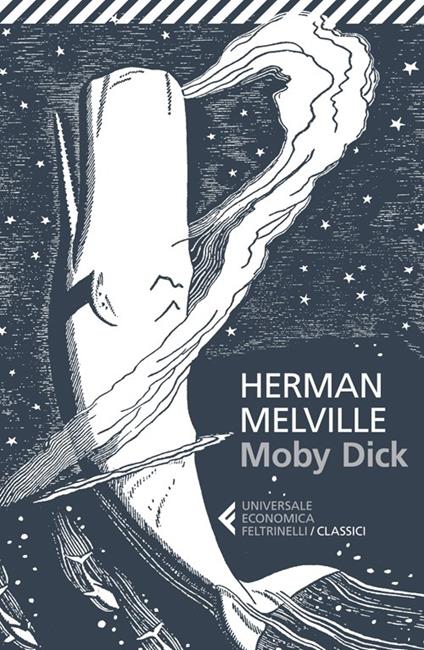 HERMAN
MELVILLE
Moby Dick
UNIVERSALE
ECONOMICA
FELTRINELLI/CLASSICI